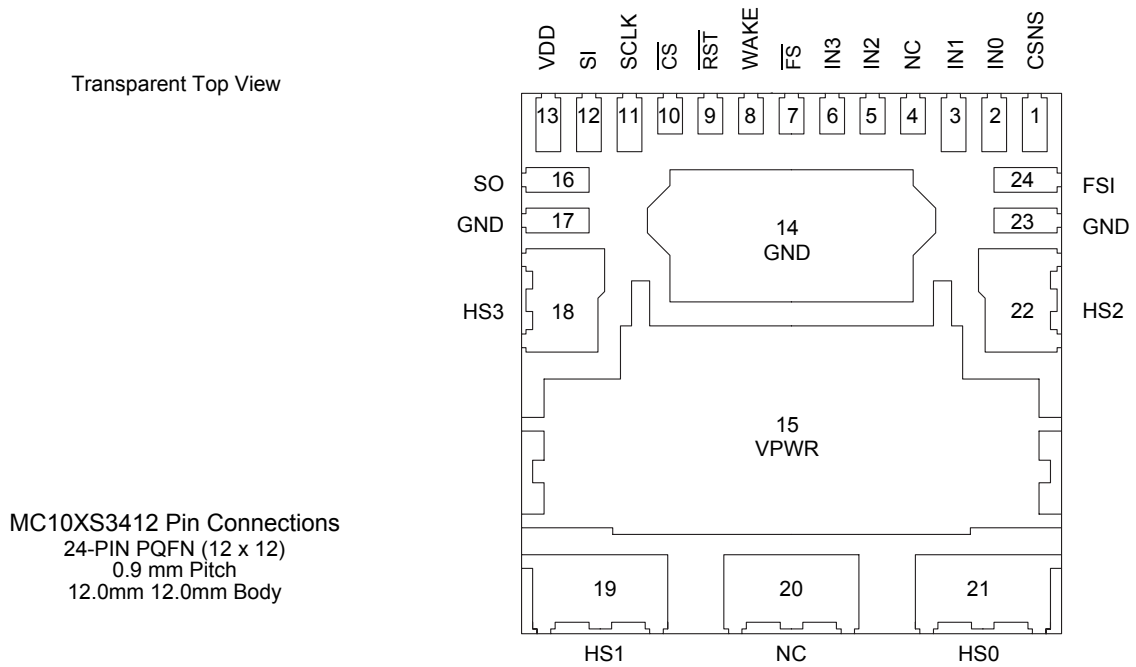 VDD SI SCLK CS RST WAKE FS IN3 IN2 NC IN1 IN0 CSNS
Transparent Top View
13 12 11 10 9 8 7 6 5 4 3 2 1
SO 16 24 FSI
GND 17 14 23 GND
GND
HS3 18 22 HS2
15
VPWR
MC10XS3412 Pin Connections
24-PIN PQFN (12 x 12)
0.9 mm Pitch
12.0mm 12.0mm Body
19 20 21
HS1 NC HS0